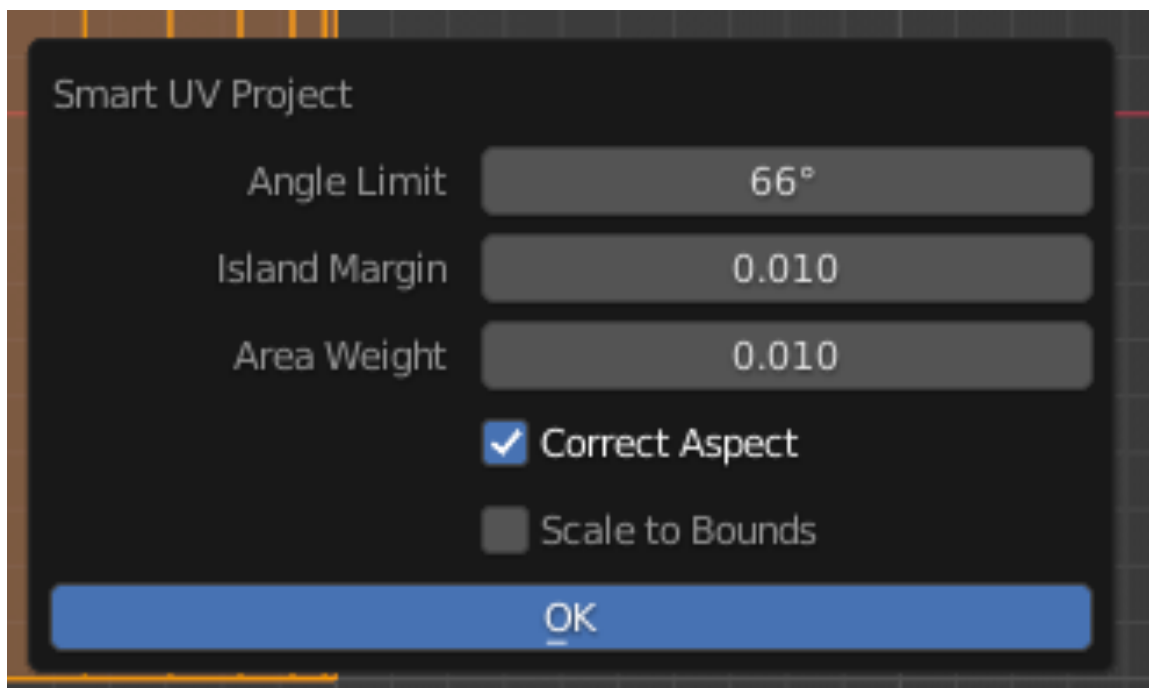 Smart UV Project
Angle Limit 66°
Island Margin 0.010
Area Weight 0.010
Correct Aspect
Scale to Bounds
OK